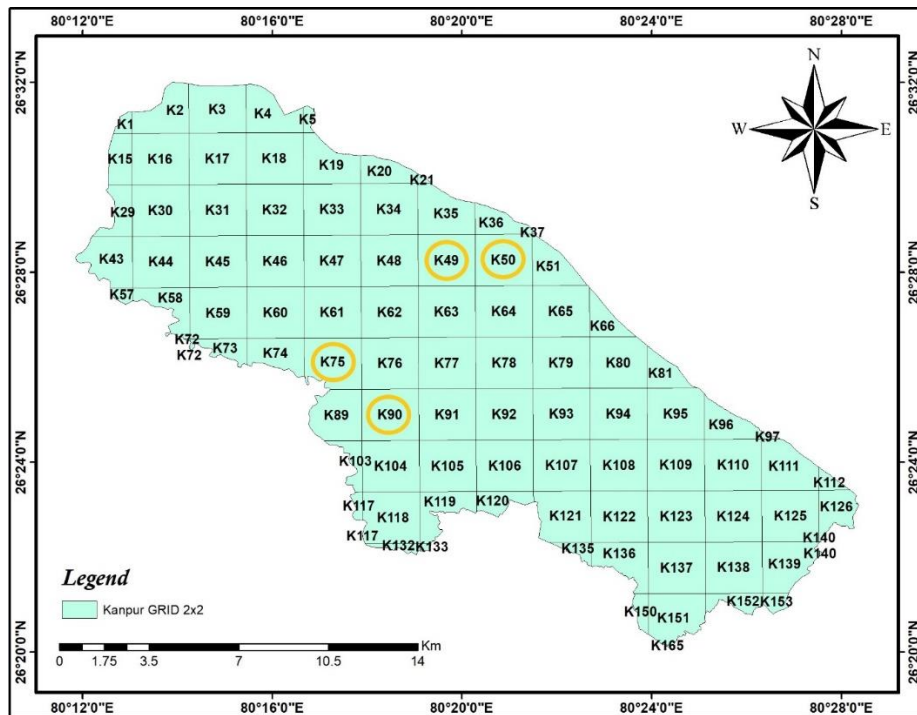 80°12'0"E 80°16'0"E 80°20'0"E 80°24'0"E 80°28'0"E
26°32'0"N 26°32'0"N
N
W E
S
K1 K2 K3 K4 K5
K15 K16 K17 K18 K19 K20 K21
K29 K30 K31 K32 K33 K34 K35 K36 K37
K43 K44 K45 K46 K47 K48 K49 K50 K51
26°28'0"N 26°28'0"N
K57 K58 K59 K60 K61 K62 K63 K64 K65 K66
K72 K72 K73 K74 K75 K76 K77 K78 K79 K80 K81
K89 K90 K91 K92 K93 K94 K95 K96 K97
26°24'0"N 26°24'0"N
K103 K104 K105 K106 K107 K108 K109 K110 K111 K112
K117 K118 K119 K120 K121 K122 K123 K124 K125 K126
K117 K132 K133 K135 K136 K137 K138 K139 K140 K140
K150 K151 K152 K153
K165
Legend
Kanpur GRID 2x2
Km
0 1.75 3.5 7 10.5 14
26°20'0"N 26°20'0"N
80°12'0"E 80°16'0"E 80°20'0"E 80°24'0"E 80°28'0"E